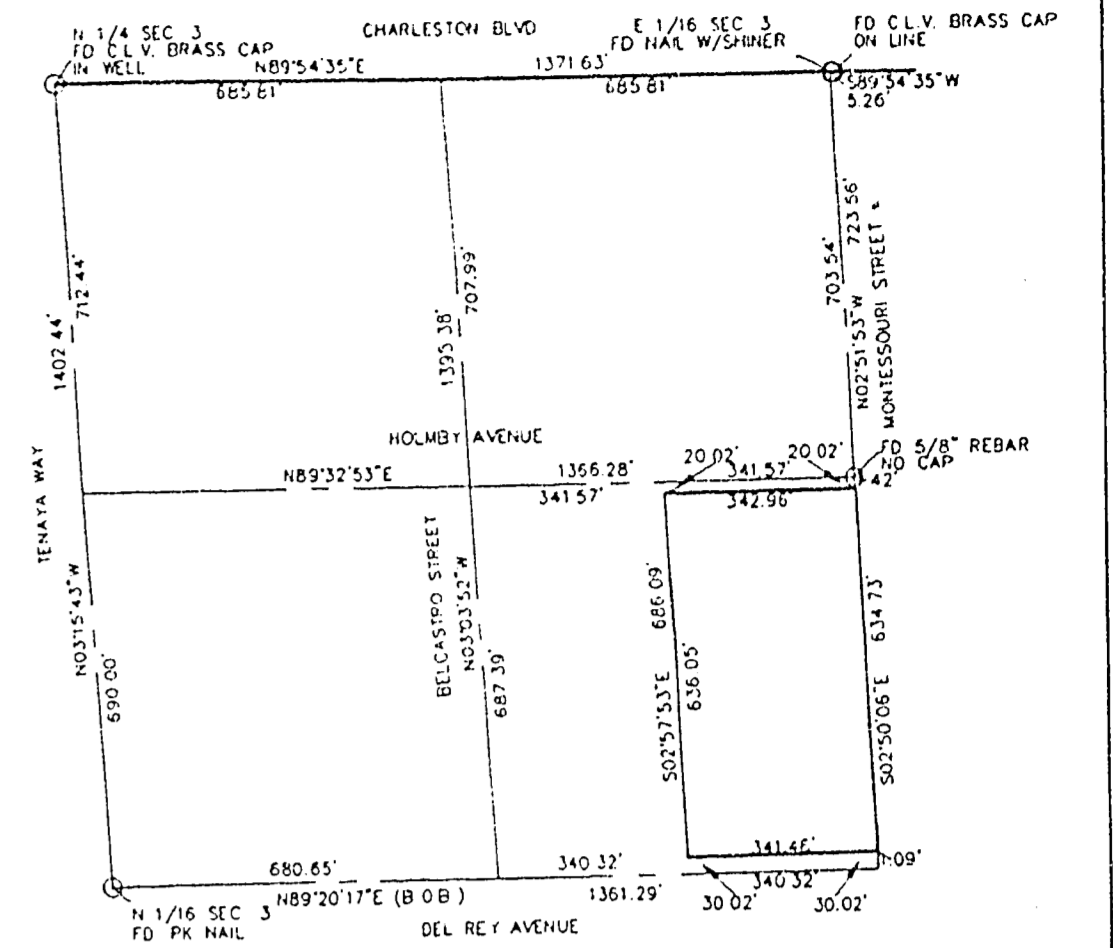 N 1/4 SEC 3
FD C.L.V. BRASS CAP
IN WELL
CHARLESTON BLVD
E 1/16 SEC 3
FD NAIL W/SHINER
FD C.L.V. BRASS CAP
ON LINE
N89°54'35"E
1371.63'
685.81'
685.81'
S89°54'35"W
5.26'
712.44'
1402.44'
707.99'
1395.38'
703.54'
723.56'
N02°51'53"W
MONTESSOURI STREET
HOLMBY AVENUE
FD 5/8" REBAR
NO CAP
20.02'
20.02'
N89°32'53"E
1366.28'
341.57'
341.57'
342.96'
TENAYA WAY
N03°15'43"W
690.00'
BELCASTRO STREET
N03°03'52"W
687.39'
686.09'
S02°57'53"E
636.05'
634.73'
S02°50'06"E
341.46'
1.09'
680.65'
340.32'
340.32'
N89°20'17"E (B.O.B.)
1361.29'
30.02'
30.02'
N 1/16 SEC 3
FD PK NAIL
DEL REY AVENUE